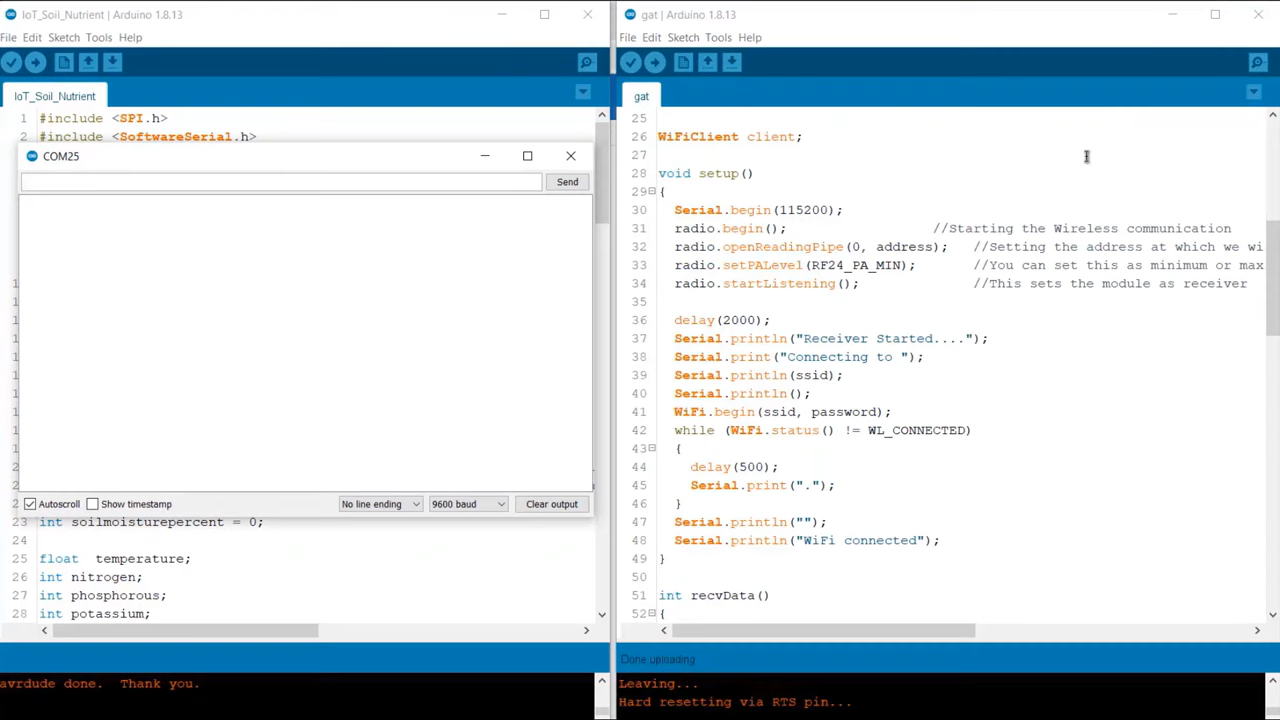 IoT_Soil_Nutrient | Arduino 1.8.13
File Edit Sketch Tools Help
IoT_Soil_Nutrient
1 #include <SPI.h>
2 #include <SoftwareSerial.h>
COM25
Send
Autoscroll Show timestamp No line ending 9600 baud Clear output
23 int soilmoisturepercent = 0;
24
25 float temperature;
26 int nitrogen;
27 int phosphorous;
28 int potassium;
avrdude done. Thank you.
gat | Arduino 1.8.13
File Edit Sketch Tools Help
gat
25
26 WiFiClient client;
27
28 void setup()
29 {
30 Serial.begin(115200);
31 radio.begin(); //Starting the Wireless communication
32 radio.openReadingPipe(0, address); //Setting the address at which we wi
33 radio.setPALevel(RF24_PA_MIN); //You can set this as minimum or max
34 radio.startListening(); //This sets the module as receiver
35
36 delay(2000);
37 Serial.println("Receiver Started....");
38 Serial.print("Connecting to ");
39 Serial.println(ssid);
40 Serial.println();
41 WiFi.begin(ssid, password);
42 while (WiFi.status() != WL_CONNECTED)
43 {
44 delay(500);
45 Serial.print(".");
46 }
47 Serial.println("");
48 Serial.println("WiFi connected");
49 }
50
51 int recvData()
52 {
Done uploading
Leaving...
Hard resetting via RTS pin...